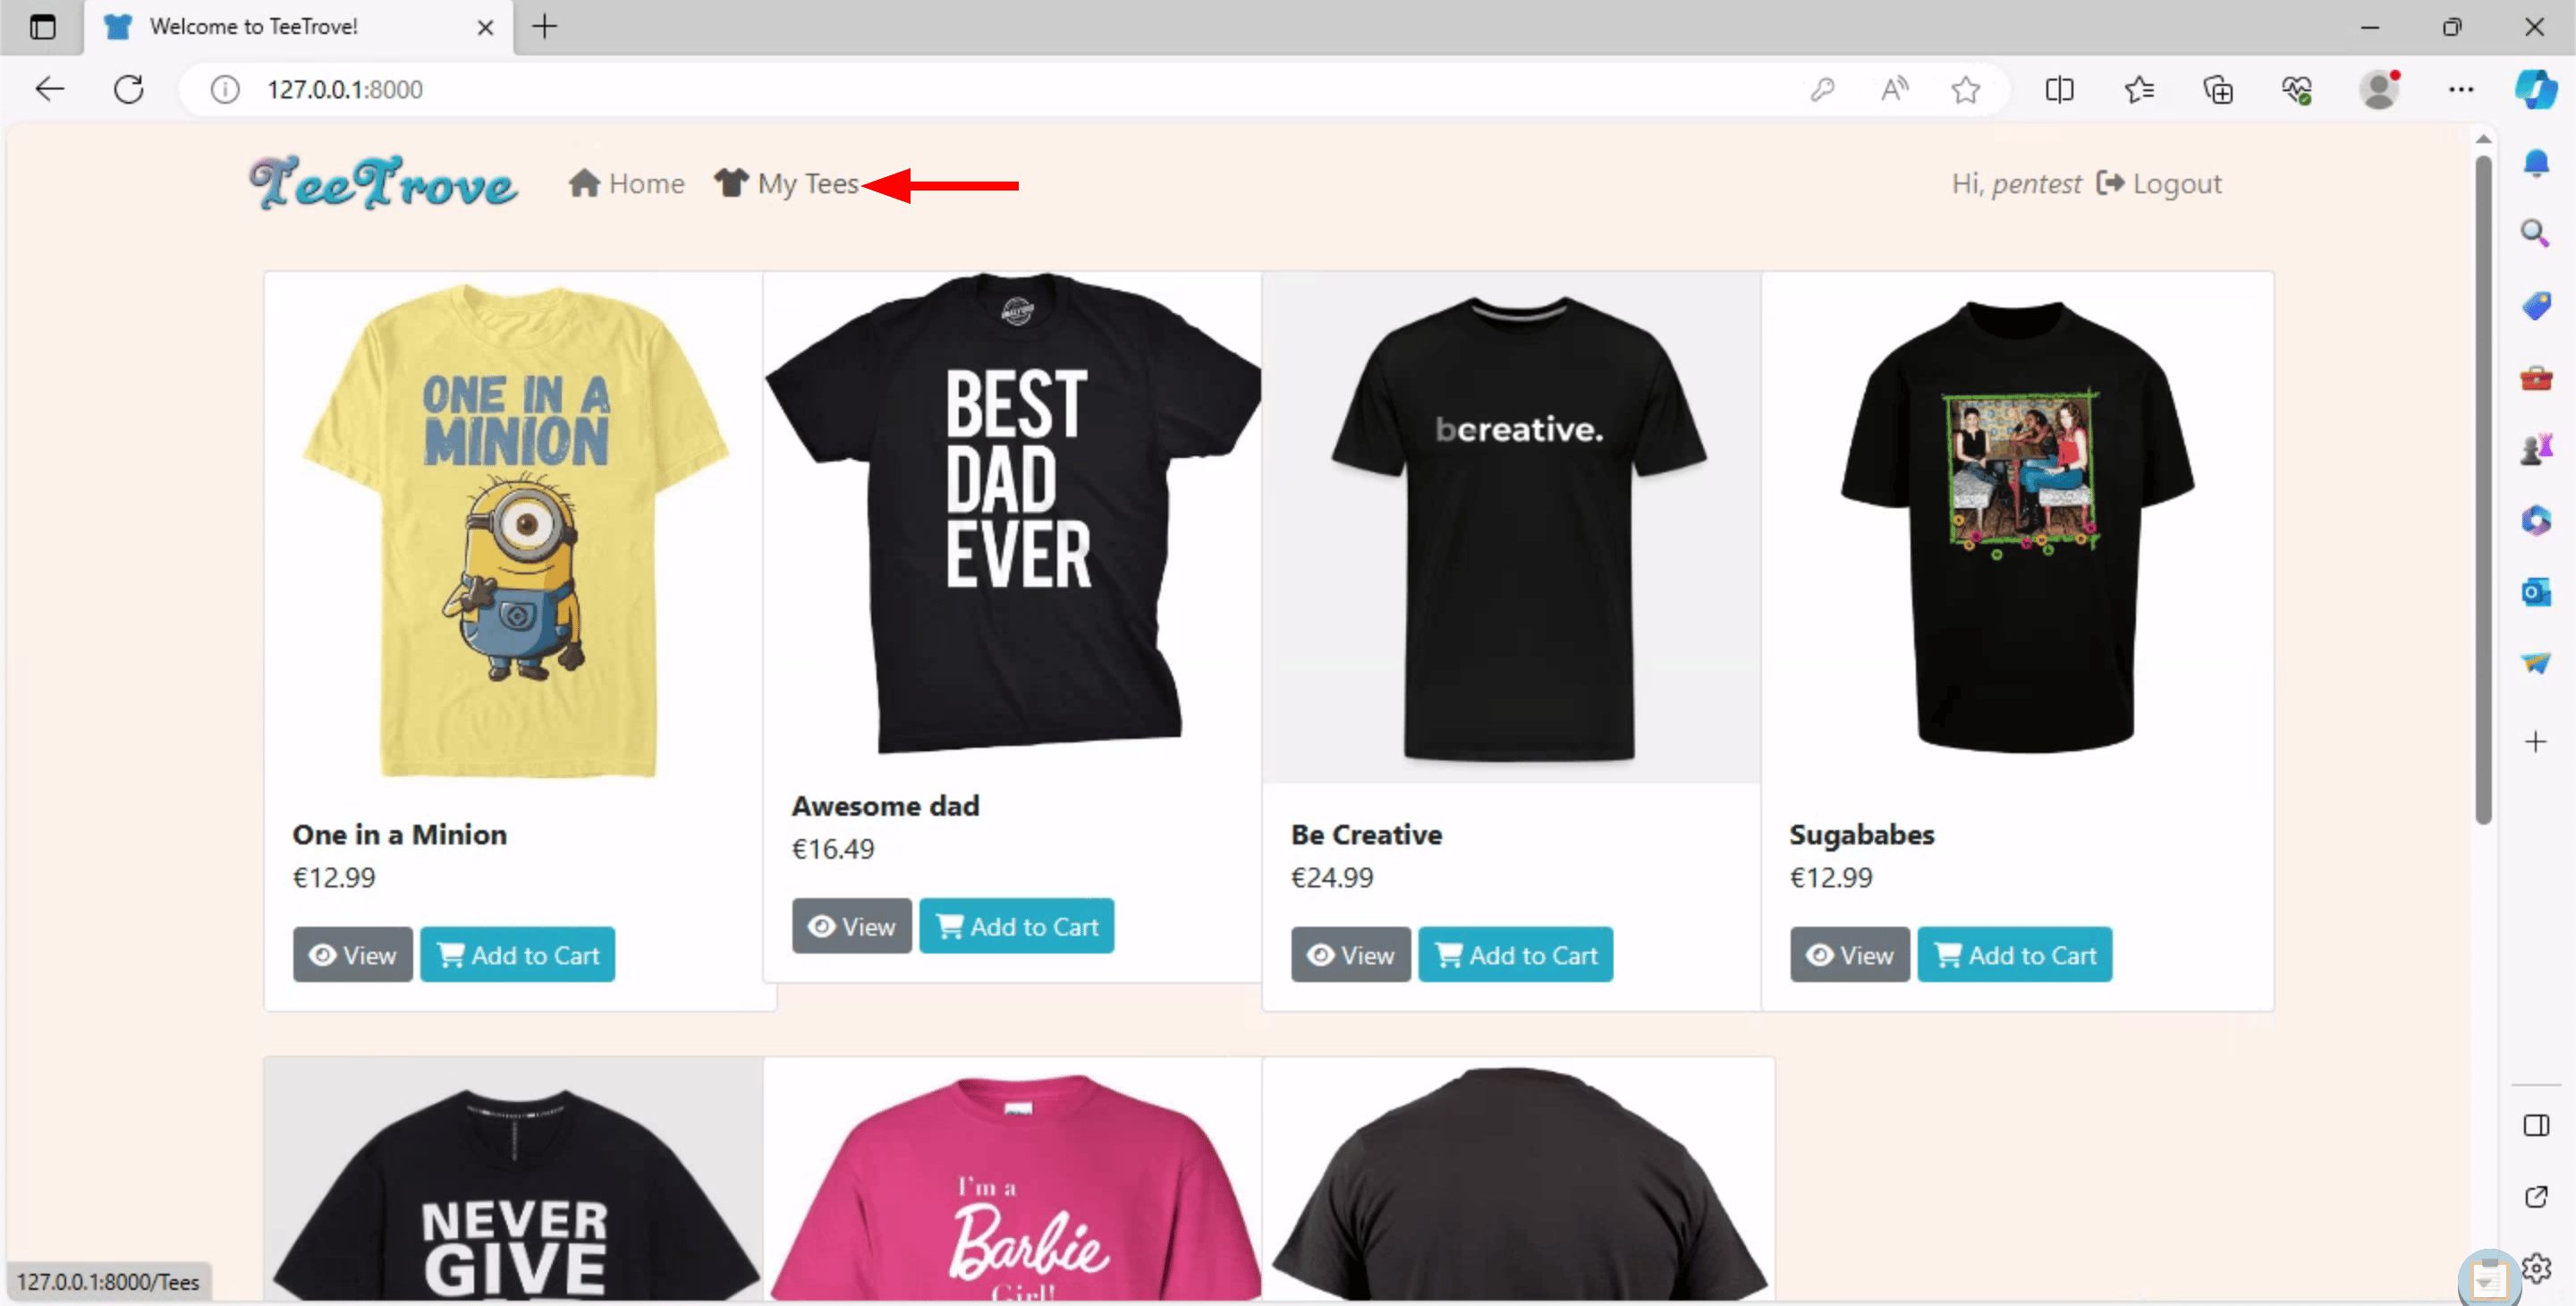 Welcome to TeeTrove!
127.0.0.1:8000
TeeTrove
Home
My Tees
Hi, pentest
Logout
ONE IN A
MINION
BEST
DAD
EVER
becreative.
One in a Minion
€12.99
View
Add to Cart
Awesome dad
€16.49
View
Add to Cart
Be Creative
€24.99
View
Add to Cart
Sugababes
€12.99
View
Add to Cart
NEVER
GIVE
I'm a
Barbie
Girl!
127.0.0.1:8000/Tees